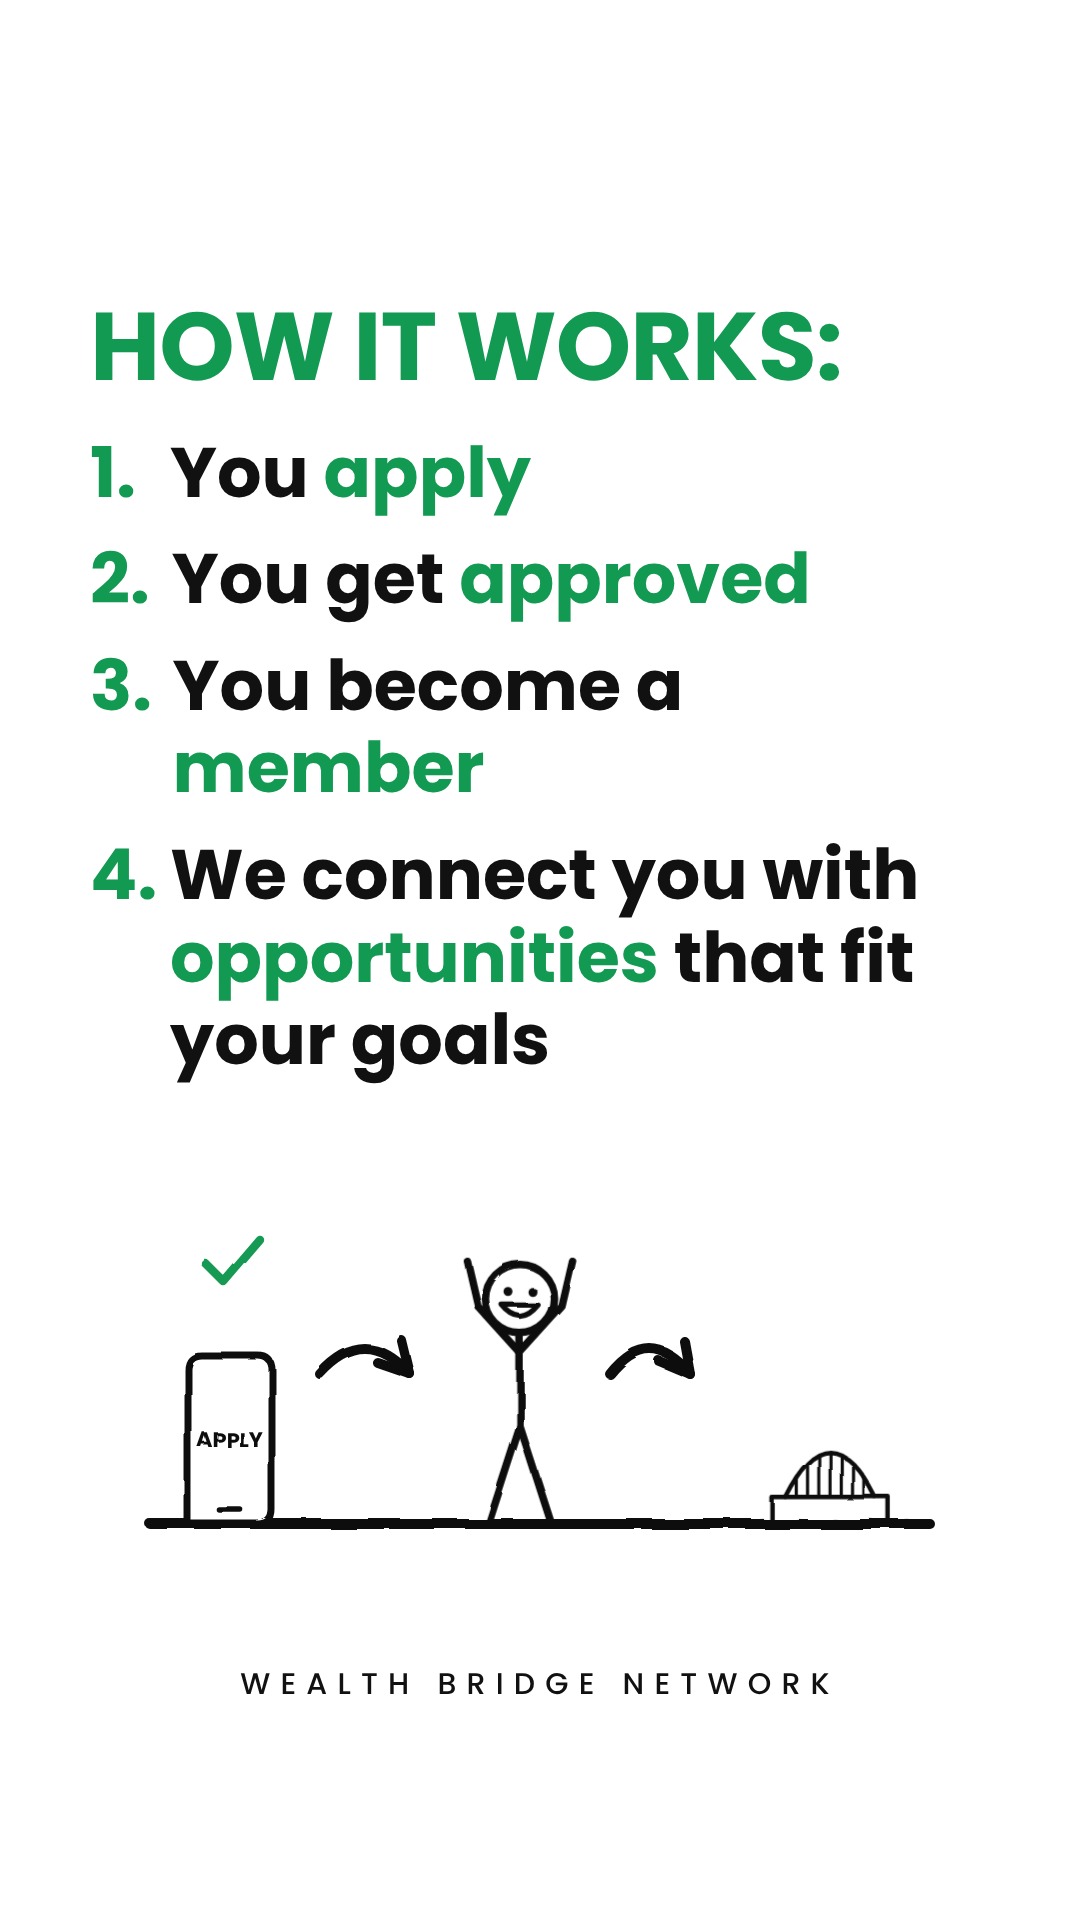 HOW IT WORKS:
1. You apply
2. You get approved
3. You become a
member
4. We connect you with
opportunities that fit
your goals
APPLY
WEALTH BRIDGE NETWORK